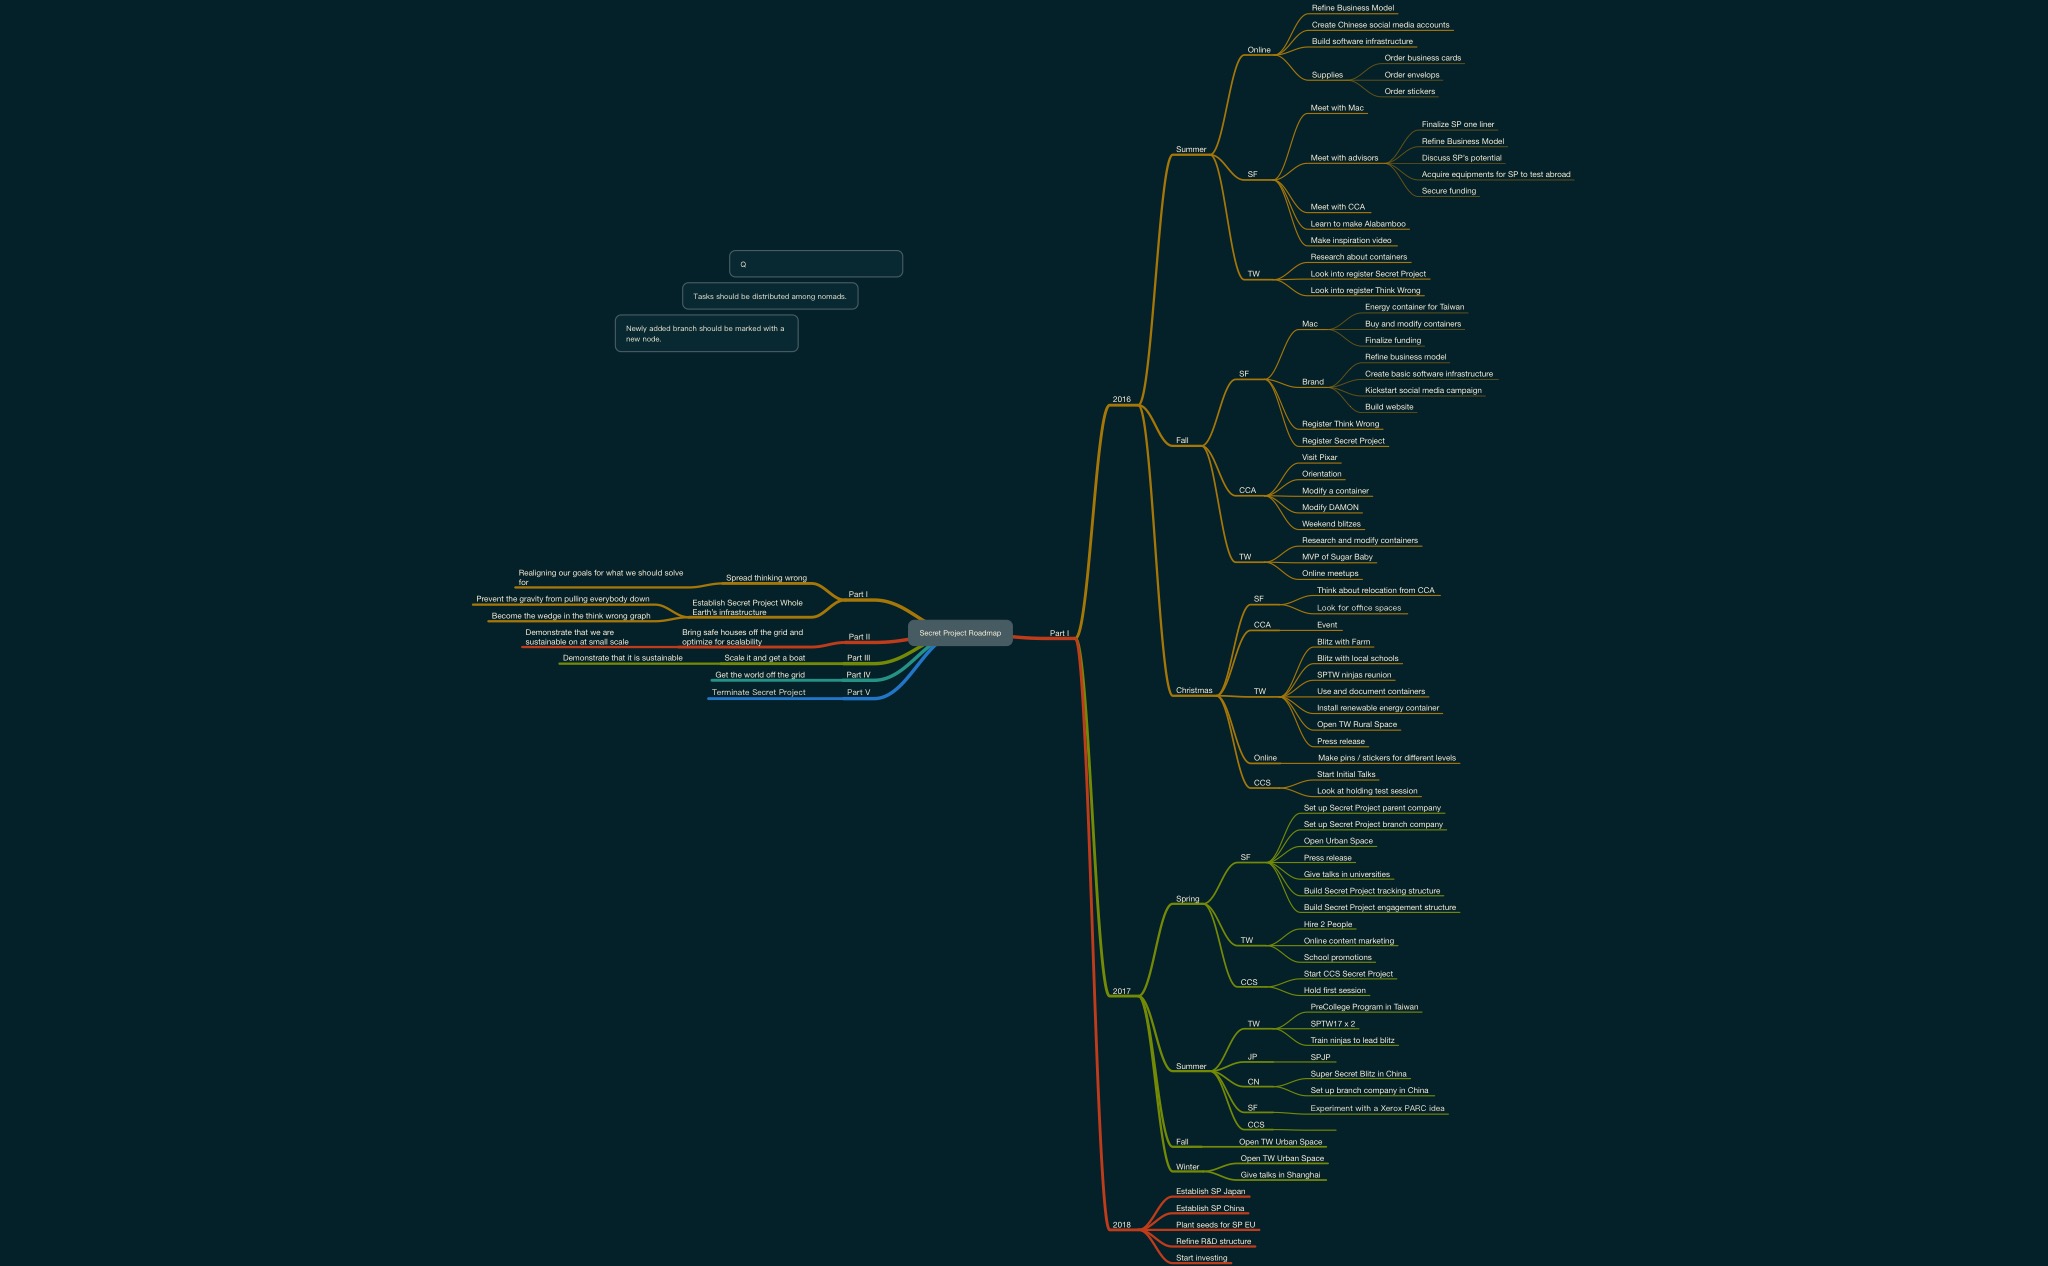 Q
Tasks should be distributed among nomads.
Newly added branch should be marked with a
new node.
Secret Project Roadmap
Part I
Spread thinking wrong
Realigning our goals for what we should solve
for
Establish Secret Project Whole
Earth's infrastructure
Prevent the gravity from pulling everybody down
Become the wedge in the think wrong graph
Part II
Bring safe houses off the grid and
optimize for scalability
Demonstrate that we are
sustainable on at small scale
Part III
Scale it and get a boat
Demonstrate that it is sustainable
Part IV
Get the world off the grid
Part V
Terminate Secret Project
Part I
2016
Summer
Online
Refine Business Model
Create Chinese social media accounts
Build software infrastructure
Supplies
Order business cards
Order envelops
Order stickers
SF
Meet with Mac
Meet with advisors
Finalize SP one liner
Refine Business Model
Discuss SP's potential
Acquire equipments for SP to test abroad
Secure funding
Meet with CCA
Learn to make Alabamboo
Make inspiration video
TW
Research about containers
Look into register Secret Project
Look into register Think Wrong
Fall
SF
Mac
Energy container for Taiwan
Buy and modify containers
Finalize funding
Brand
Refine business model
Create basic software infrastructure
Kickstart social media campaign
Build website
Register Think Wrong
Register Secret Project
CCA
Visit Pixar
Orientation
Modify a container
Modify DAMON
Weekend blitzes
TW
Research and modify containers
MVP of Sugar Baby
Online meetups
Christmas
SF
Think about relocation from CCA
Look for office spaces
CCA
Event
TW
Blitz with Farm
Blitz with local schools
SPTW ninjas reunion
Use and document containers
Install renewable energy container
Open TW Rural Space
Press release
Online
Make pins / stickers for different levels
CCS
Start Initial Talks
Look at holding test session
2017
Spring
SF
Set up Secret Project parent company
Set up Secret Project branch company
Open Urban Space
Press release
Give talks in universities
Build Secret Project tracking structure
Build Secret Project engagement structure
TW
Hire 2 People
Online content marketing
School promotions
CCS
Start CCS Secret Project
Hold first session
Summer
TW
PreCollege Program in Taiwan
SPTW17 x 2
Train ninjas to lead blitz
JP
SPJP
CN
Super Secret Blitz in China
Set up branch company in China
SF
Experiment with a Xerox PARC idea
CCS
Fall
Open TW Urban Space
Winter
Open TW Urban Space
Give talks in Shanghai
2018
Establish SP Japan
Establish SP China
Plant seeds for SP EU
Refine R&D structure
Start investing